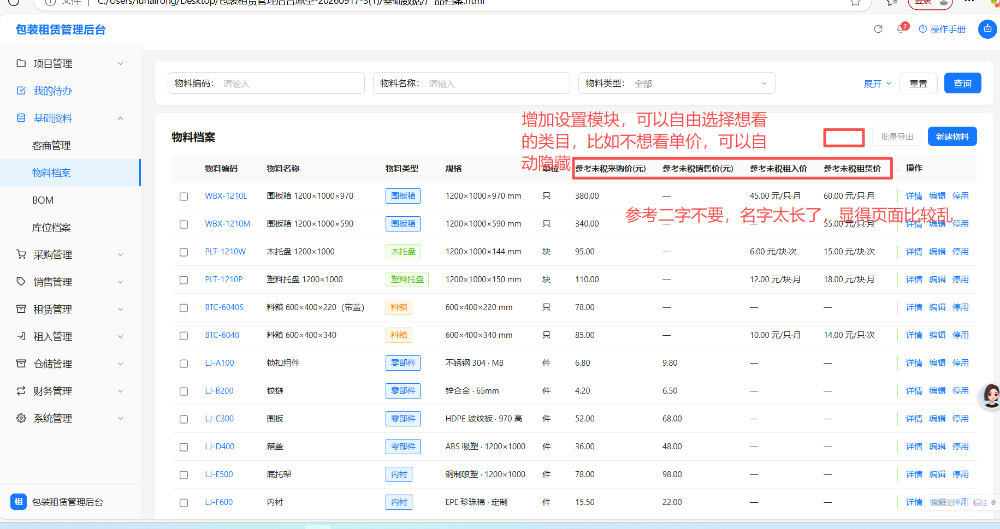 文件
C:/Users/luhairong/Desktop/包装租赁管理后台原型-20260917-3(1)/基础数据/产品档案.html
登录
包装租赁管理后台
2
操作手册
项目管理
我的待办
基础资料
客商管理
物料档案
BOM
库位档案
采购管理
销售管理
租赁管理
租入管理
仓储管理
财务管理
系统管理
租 包装租赁管理后台
物料编码： 请输入
物料名称： 请输入
物料类型： 全部
展开
重置
查询
增加设置模块，可以自由选择想看
的类目，比如不想看单价，可以自
动隐藏
物料档案
批量导出
新建物料
物料编码 物料名称 物料类型 规格 单位 参考未税采购价(元) 参考未税销售价(元) 参考未税租入价 参考未税租赁价 操作
WBX-1210L 围板箱 1200×1000×970 围板箱 1200×1000×970 mm 只 380.00 — 45.00 元/只·月 60.00 元/只·月 详情 编辑 停用
参考二字不要，名字太长了，显得页面比较乱
WBX-1210M 围板箱 1200×1000×590 围板箱 1200×1000×590 mm 只 340.00 — — 55.00 元/只·月 详情 编辑 停用
PLT-1210W 木托盘 1200×1000 木托盘 1200×1000×144 mm 块 95.00 — 6.00 元/块·次 15.00 元/块·次 详情 编辑 停用
PLT-1210P 塑料托盘 1200×1000 塑料托盘 1200×1000×150 mm 块 110.00 — 12.00 元/块·月 18.00 元/块·月 详情 编辑 停用
BTC-6040S 料箱 600×400×220（带盖） 料箱 600×400×220 mm 只 78.00 — — — 详情 编辑 停用
BTC-6040 料箱 600×400×340 料箱 600×400×340 mm 只 85.00 — 10.00 元/只·月 14.00 元/只·次 详情 编辑 停用
LJ-A100 锁扣组件 零部件 不锈钢 304 · M8 件 6.80 9.80 — — 详情 编辑 停用
LJ-B200 铰链 零部件 锌合金 · 65mm 件 4.20 6.50 — — 详情 编辑 停用
LJ-C300 围板 零部件 HDPE 波纹板 · 970 高 件 52.00 68.00 — — 详情 编辑 停用
LJ-D400 箱盖 零部件 ABS 吸塑 · 1200×1000 件 36.00 48.00 — — 详情 编辑 停用
LJ-E500 底托架 内衬 钢制喷塑 · 1200×1000 件 78.00 98.00 — — 详情 编辑 停用
LJ-F600 内衬 内衬 EPE 珍珠棉 · 定制 件 15.50 22.00 — — 详情 编辑 停用
标注 0